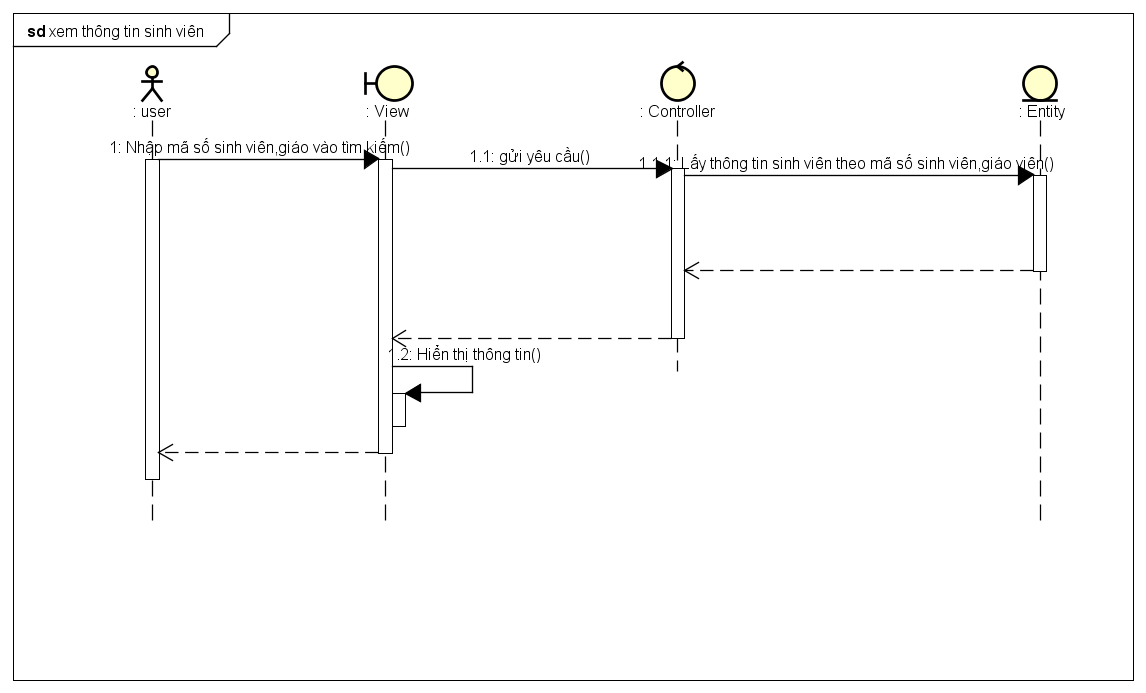 sd xem thông tin sinh viên
: user
: View
: Controller
: Entity
1: Nhập mã số sinh viên,giáo vào tìm kiếm()
1.1: gửi yêu cầu()
1.1.1: Lấy thông tin sinh viên theo mã số sinh viên,giáo viên()
1.2: Hiển thị thông tin()